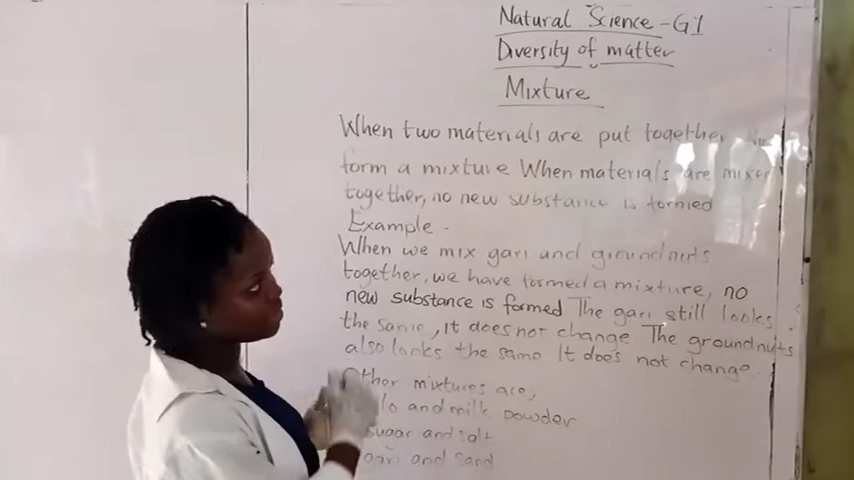 Natural Science - G1
Diversity of matter
Mixture
When two materials are put together
form a mixture When materials are mixed
together, no new substance is formed
Example -
When we mix gari and groundnuts
together, we have formed a mixture, no
new substance is formed The gari still looks
the same, it does not change The groundnuts
also looks the same It does not change.
Other mixtures are,
and milk powder
sugar and salt
gari and sand